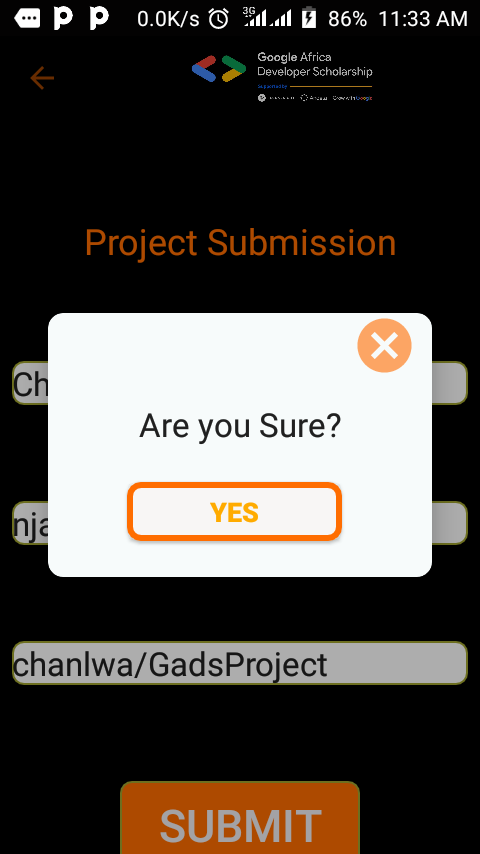 0.0K/s 3G 86% 11:33 AM
Google Africa
Developer Scholarship
Project Submission
Ch
Are you Sure?
nja
YES
chanlwa/GadsProject
SUBMIT